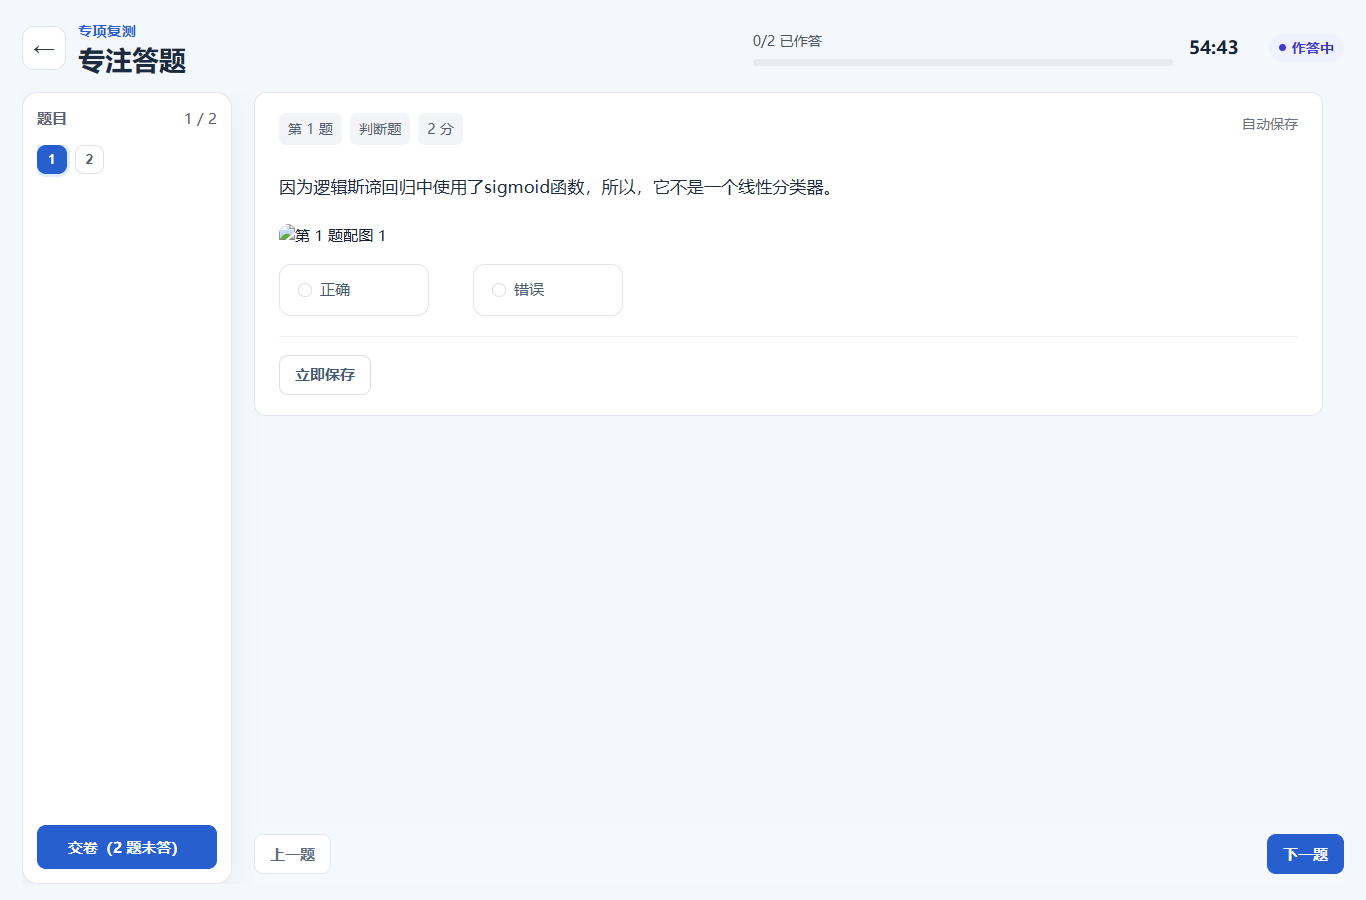 ←
专项复测
专注答题
0/2 已作答
54:43
作答中
题目
1 / 2
1
2
第 1 题
判断题
2 分
自动保存
因为逻辑斯谛回归中使用了sigmoid函数，所以，它不是一个线性分类器。
第 1 题配图 1
正确
错误
立即保存
交卷（2 题未答）
上一题
下一题